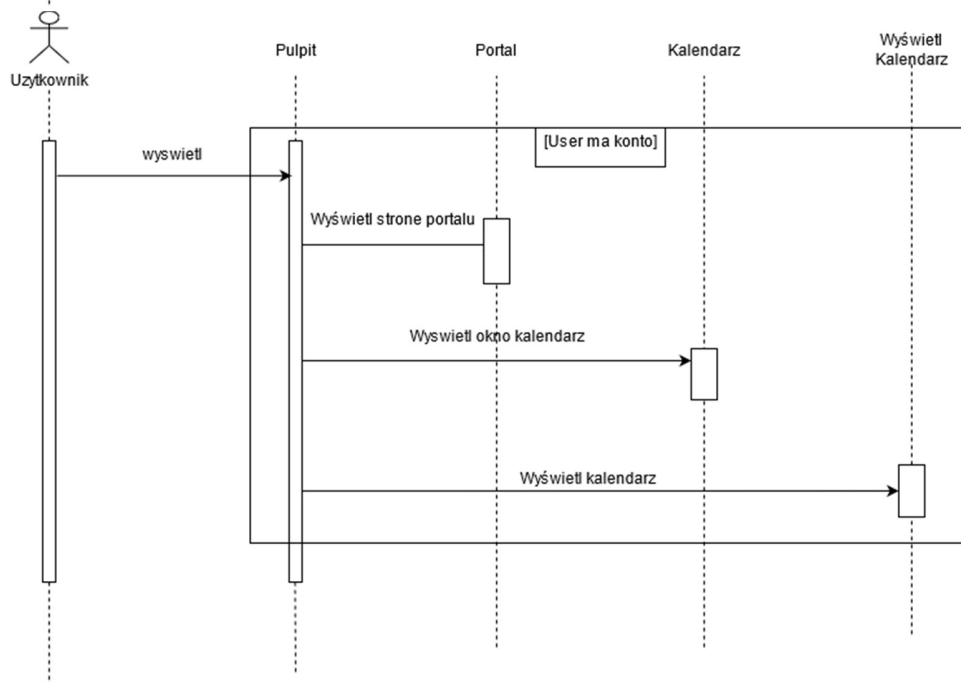 Uzytkownik
Pulpit
Portal
Kalendarz
Wyświetl
Kalendarz
[User ma konto]
wyswietl
Wyświetl strone portalu
Wyswietl okno kalendarz
Wyświetl kalendarz